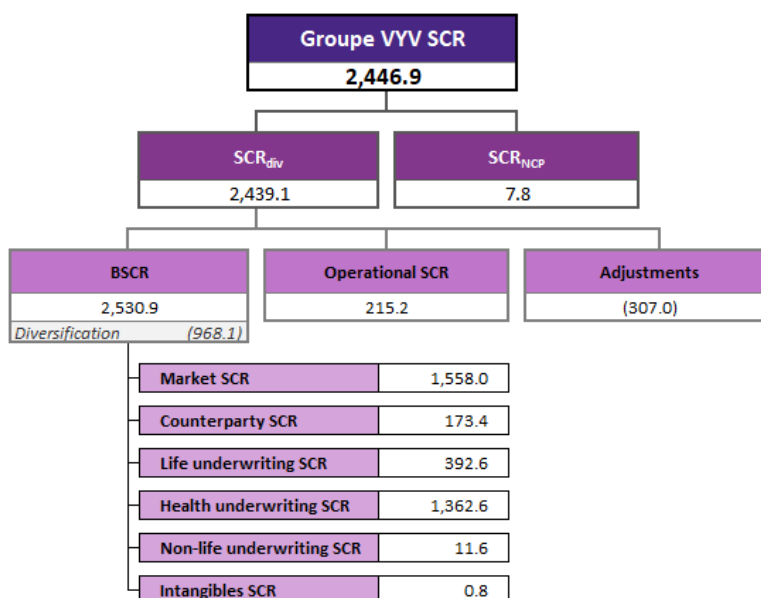 Groupe VYV SCR
2,446.9
SCRdiv SCRNCP
2,439.1 7.8
BSCR Operational SCR Adjustments
2,530.9 215.2 (307.0)
Diversification (968.1)
Market SCR 1,558.0
Counterparty SCR 173.4
Life underwriting SCR 392.6
Health underwriting SCR 1,362.6
Non-life underwriting SCR 11.6
Intangibles SCR 0.8